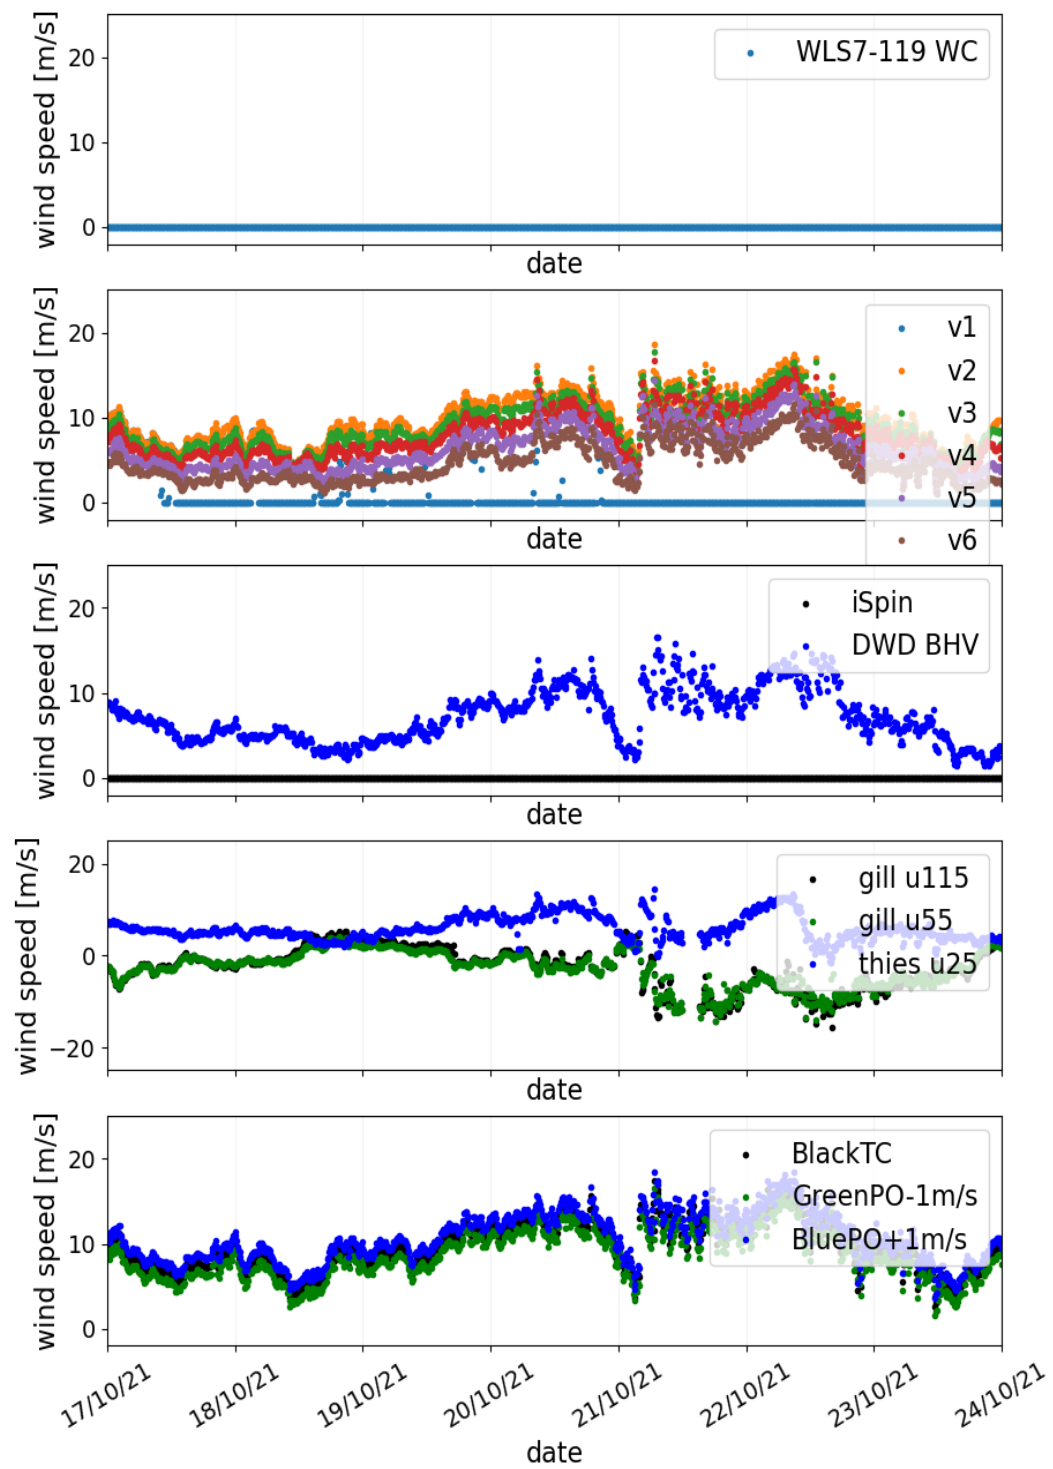 wind speed [m/s]
20
10
0
WLS7-119 WC
date
wind speed [m/s]
20
10
0
v1
v2
v3
v4
v5
v6
date
wind speed [m/s]
20
10
0
iSpin
DWD BHV
date
wind speed [m/s]
20
0
−20
gill u115
gill u55
thies u25
date
wind speed [m/s]
20
10
0
BlackTC
GreenPO-1m/s
BluePO+1m/s
17/10/21
18/10/21
19/10/21
20/10/21
21/10/21
22/10/21
23/10/21
24/10/21
date